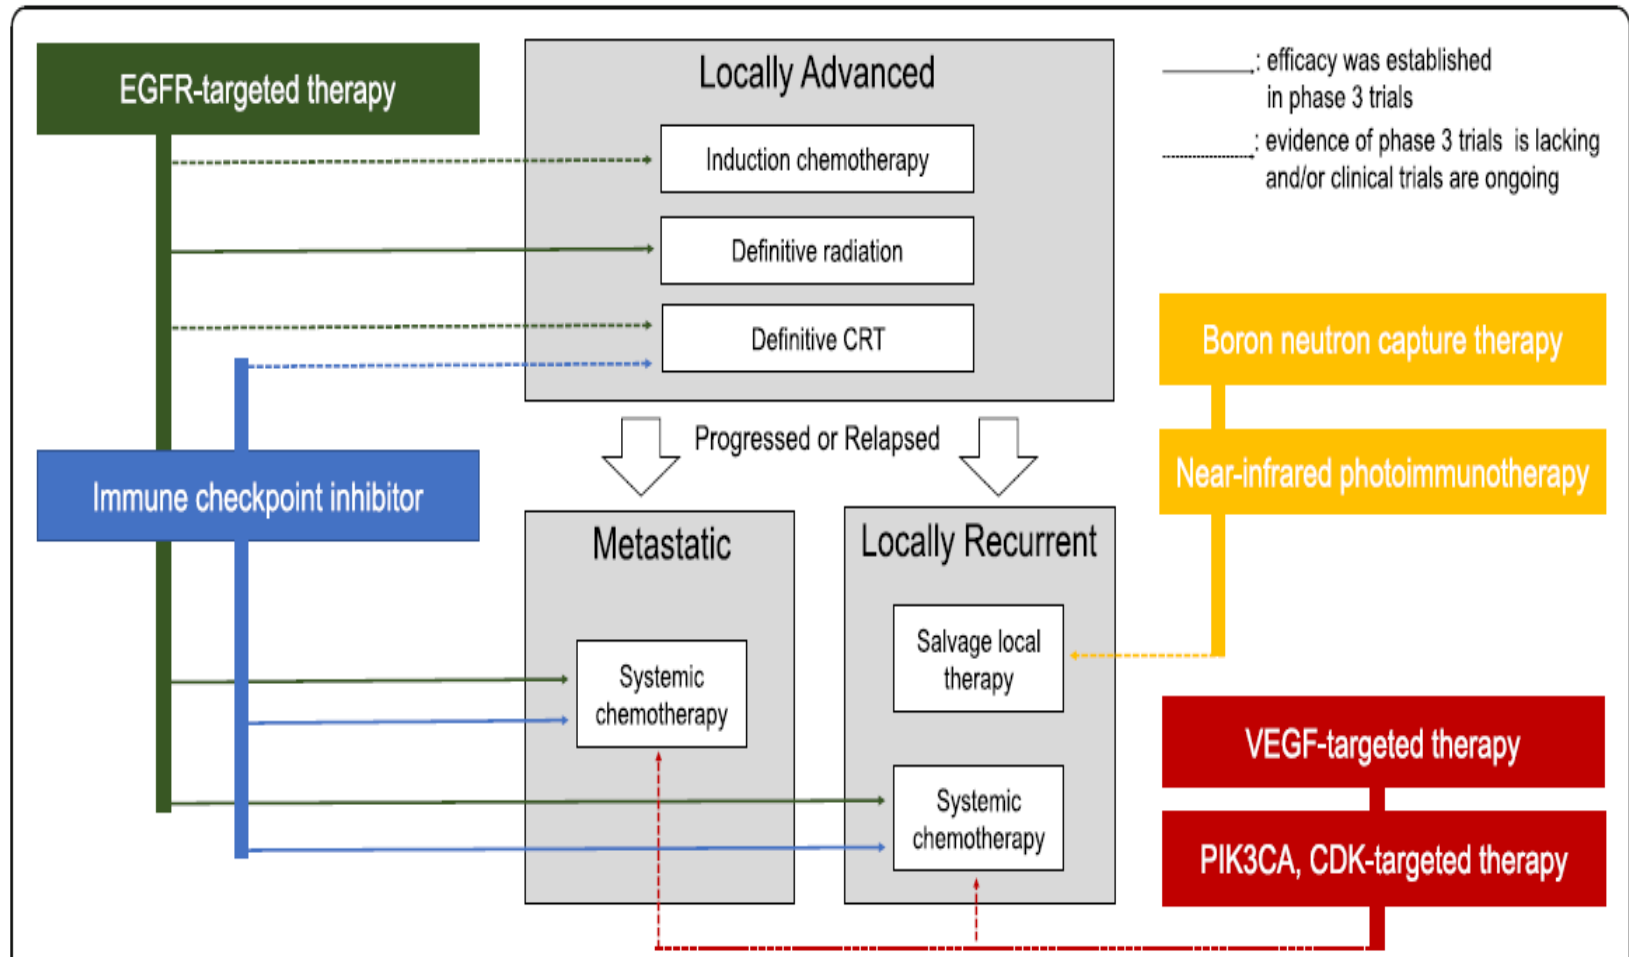 EGFR-targeted therapy
Locally Advanced
Induction chemotherapy
Definitive radiation
Definitive CRT
: efficacy was established
in phase 3 trials
: evidence of phase 3 trials is lacking
and/or clinical trials are ongoing
Immune checkpoint inhibitor
Progressed or Relapsed
Boron neutron capture therapy
Near-infrared photoimmunotherapy
Metastatic
Systemic
chemotherapy
Locally Recurrent
Salvage local
therapy
Systemic
chemotherapy
VEGF-targeted therapy
PIK3CA, CDK-targeted therapy